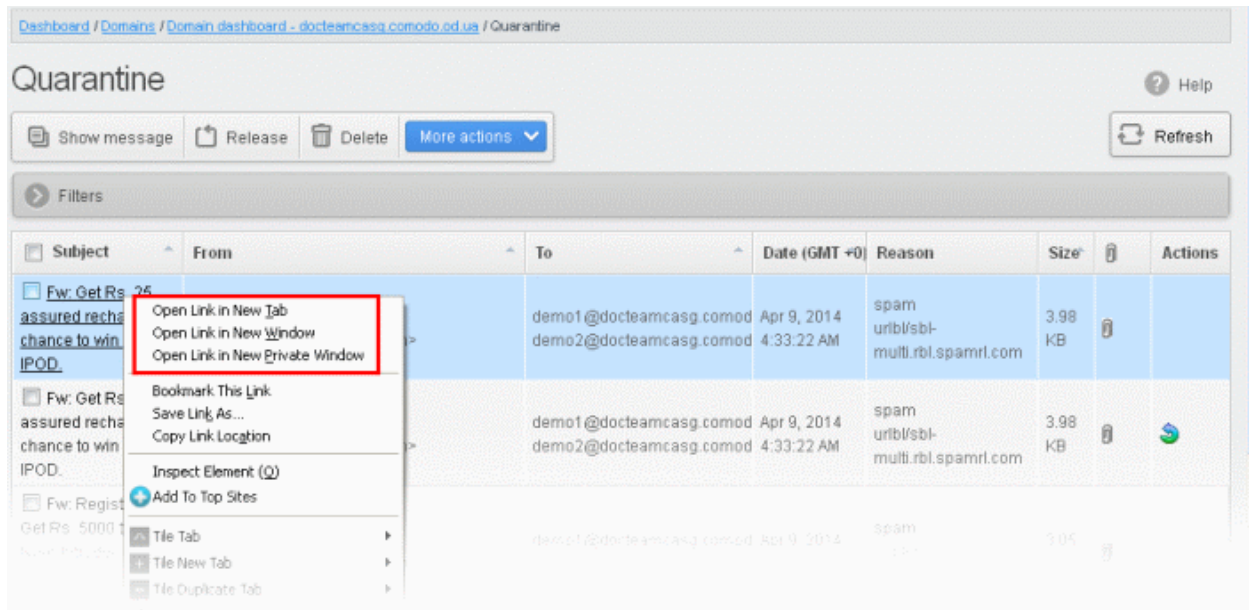 Dashboard / Domains / Domain dashboard - docteamcasg.comodo.od.ua / Quarantine
Quarantine
Help
Show message Release Delete More actions
Refresh
Filters
Subject From To Date (GMT +0) Reason Size Actions
Fw: Get Rs. 25
assured recha
chance to win
IPOD.
Open Link in New Tab
Open Link in New Window
Open Link in New Private Window
Bookmark This Link
Save Link As...
Copy Link Location
Inspect Element (Q)
Add To Top Sites
Tile Tab
Tile New Tab
Tile Duplicate Tab
demo1@docteamcasg.comod
demo2@docteamcasg.comod
Apr 9, 2014
4:33:22 AM
spam
urlbl/sbl-
multi.rbl.spamrl.com
3.98
KB
Fw: Get Rs
assured recha
chance to win
IPOD.
demo1@docteamcasg.comod
demo2@docteamcasg.comod
Apr 9, 2014
4:33:22 AM
spam
urlbl/sbl-
multi.rbl.spamrl.com
3.98
KB
Fw: Regist
Get Rs. 5000
demo1@docteamcasg.comod
Apr 9, 2014
spam
3.05